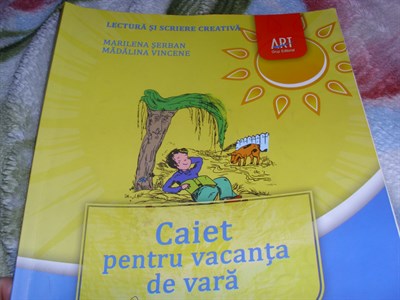 LECTURĂ ȘI SCRIERE CREATIVĂ
MARILENA ȘERBAN
MĂDĂLINA VINCENE
ART
Caiet
pentru vacanța
de vară